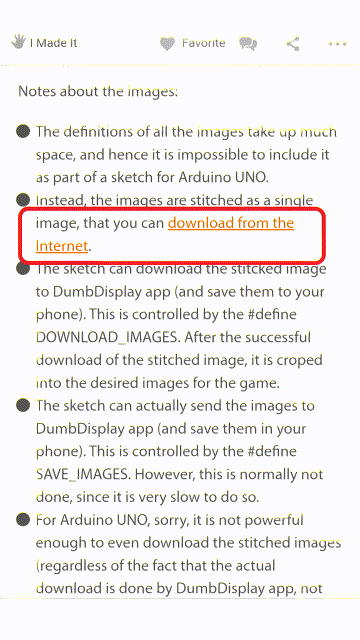 I Made It
Favorite
Notes about the images:
The definitions of all the images take up much
space, and hence it is impossible to include it
as part of a sketch for Arduino UNO.
Instead, the images are stitched as a single
image, that you can download from the
Internet.
The sketch can download the stitcked image
to DumbDisplay app (and save them to your
phone). This is controlled by the #define
DOWNLOAD_IMAGES. After the successful
download of the stitched image, it is croped
into the desired images for the game.
The sketch can actually send the images to
DumbDisplay app (and save them in your
phone). This is controlled by the #define
SAVE_IMAGES. However, this is normally not
done, since it is very slow to do so.
For Arduino UNO, sorry, it is not powerful
enough to even download the stitched images
(regardless of the fact that the actual
download is done by DumbDisplay app, not